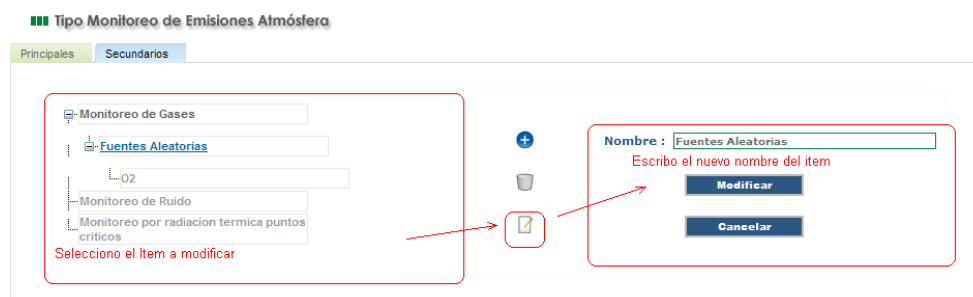 Tipo Monitoreo de Emisiones Atmósfera
Principales Secundarios
Monitoreo de Gases
Fuentes Aleatorias
O2
Monitoreo de Ruido
Monitoreo por radiacion termica puntos
criticos
Selecciono el Item a modificar
Nombre : Fuentes Aleatorias
Escribo el nuevo nombre del item
Modificar
Cancelar